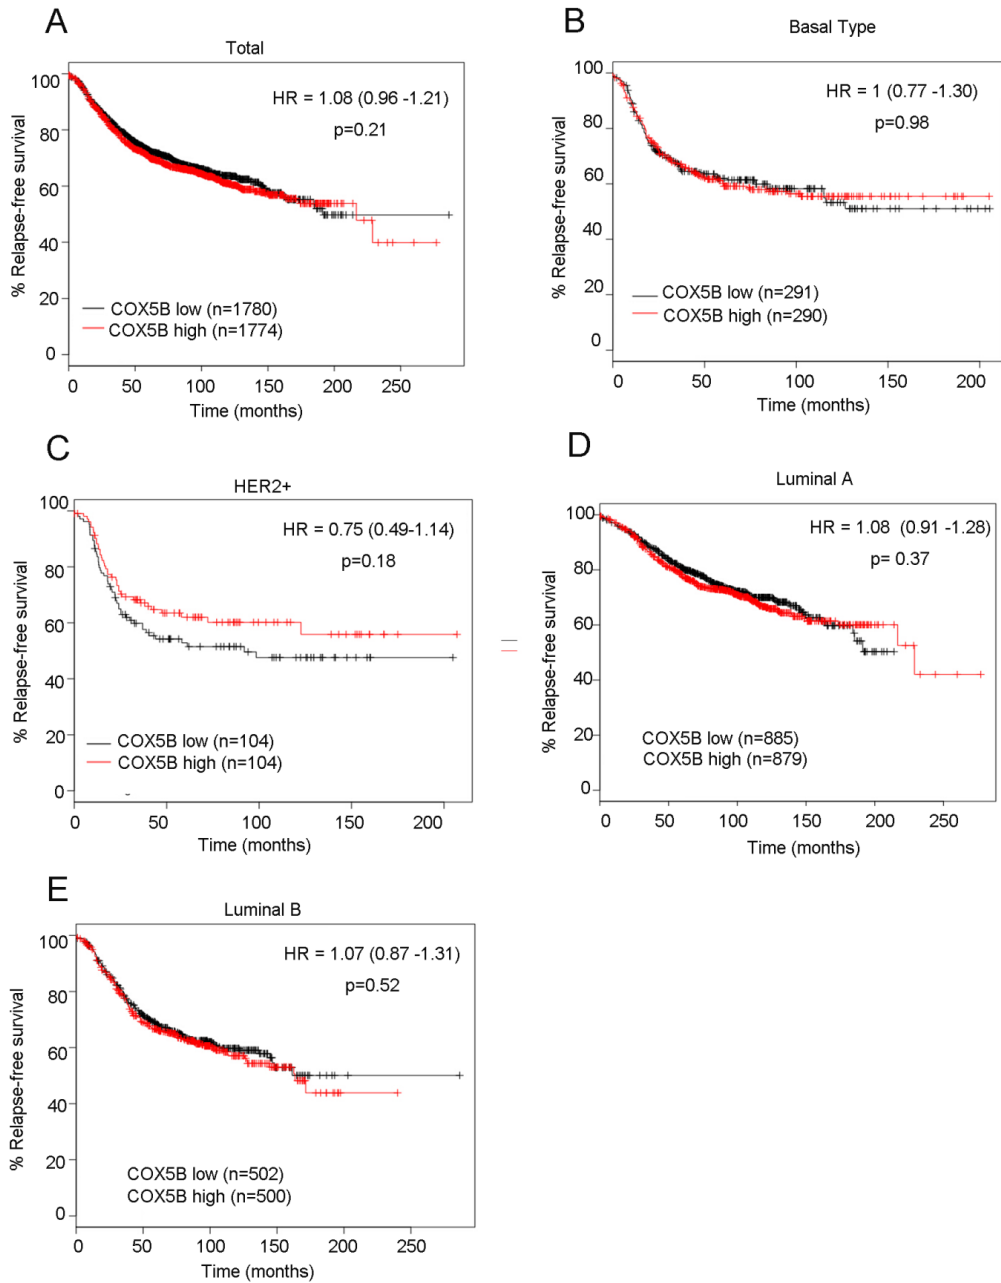 A
Total
HR = 1.08 (0.96 -1.21)
p=0.21
% Relapse-free survival
100
80
60
40
20
0
COX5B low (n=1780)
COX5B high (n=1774)
0 50 100 150 200 250
Time (months)
B
Basal Type
HR = 1 (0.77 -1.30)
p=0.98
% Relapse-free survival
100
80
60
40
20
0
COX5B low (n=291)
COX5B high (n=290)
0 50 100 150 200
Time (months)
C
HER2+
HR = 0.75 (0.49-1.14)
p=0.18
% Relapse-free survival
100
80
60
40
20
0
COX5B low (n=104)
COX5B high (n=104)
0 50 100 150 200
Time (months)
D
Luminal A
HR = 1.08 (0.91 -1.28)
p= 0.37
% Relapse-free survival
100
80
60
40
20
0
COX5B low (n=885)
COX5B high (n=879)
0 50 100 150 200 250
Time (months)
E
Luminal B
HR = 1.07 (0.87 -1.31)
p=0.52
% Relapse-free survival
100
80
60
40
20
0
COX5B low (n=502)
COX5B high (n=500)
0 50 100 150 200 250
Time (months)